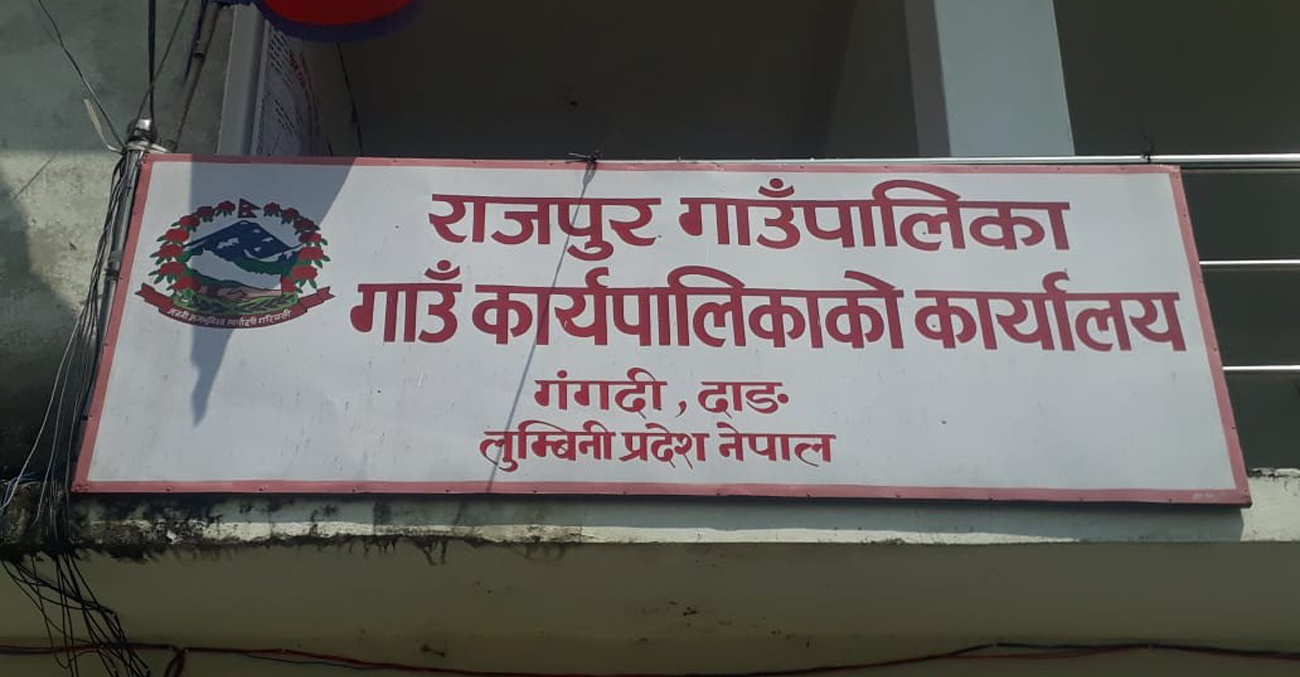 राजपुर गाउँपालिका
गाउँ कार्यपालिकाको कार्यालय
गंगदी, दाङ
लुम्बिनी प्रदेश नेपाल